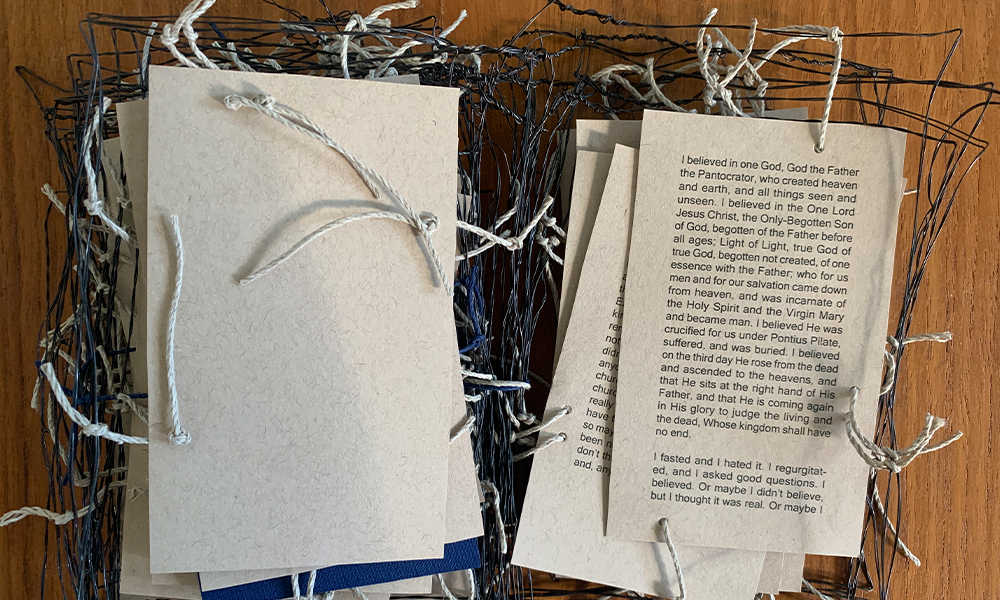 I believed in one God, God the Father
the Pantocrator, who created heaven
and earth, and all things seen and
unseen. I believed in the One Lord
Jesus Christ, the Only-Begotten Son
of God, begotten of the Father before
all ages; Light of Light, true God of
true God, begotten not created, of one
essence with the Father; who for us
men and for our salvation came down
from heaven, and was incarnate of
the Holy Spirit and the Virgin Mary
and became man. I believed He was
crucified for us under Pontius Pilate,
suffered, and was buried. I believed
on the third day He rose from the dead
and ascended to the heavens, and
that He sits at the right hand of His
Father, and that He is coming again
in His glory to judge the living and
the dead, Whose kingdom shall have
no end.
I fasted and I hated it. I regurgitat-
ed, and I asked good questions. I
believed. Or maybe I didn't believe,
but I thought it was real. Or maybe I
not
really
have
so may
been
don't
and,